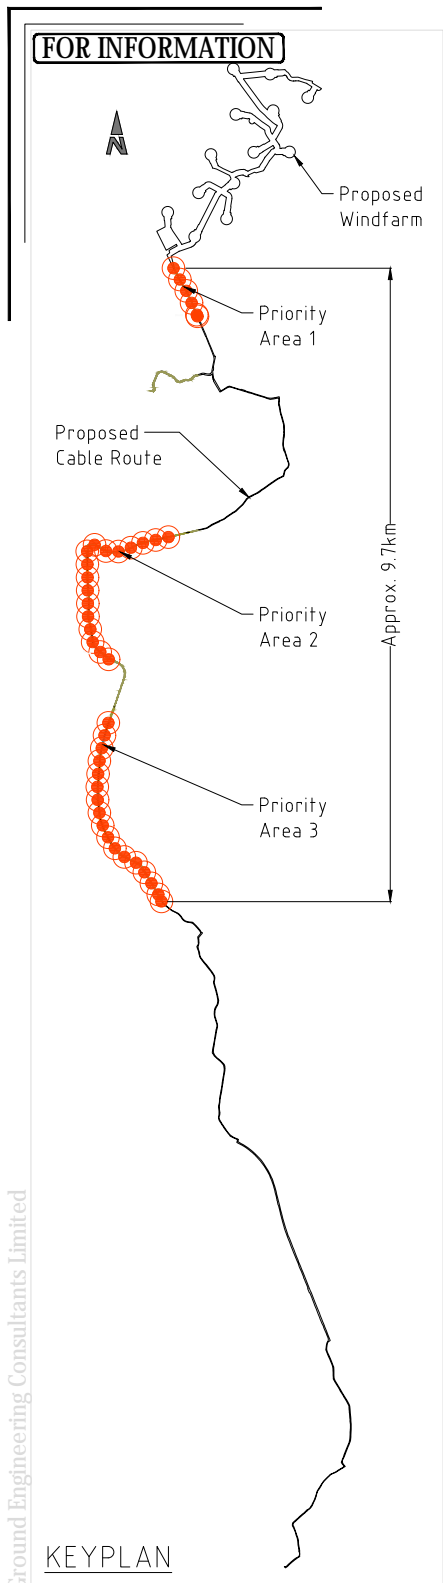 FOR INFORMATION
N
Proposed
Windfarm
Priority
Area 1
Proposed
Cable Route
Approx. 9.7km
Priority
Area 2
Priority
Area 3
Ground Engineering Consultants Limited
KEYPLAN